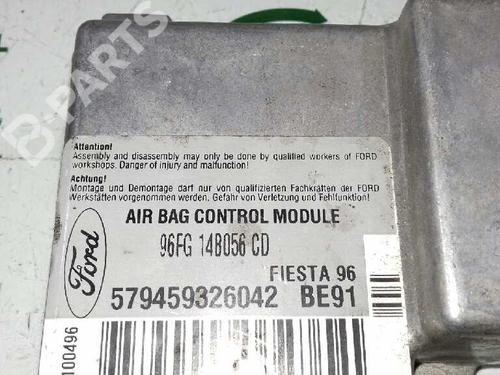 B-PARTS
Attention!
Assembly and disassembly may only be done by qualified workers of FORD
workshops. Danger of injury and malfunction!
Achtung!
Montage und Demontage darf nur von qualifizierten Fachkräften der FORD
Werkstätten vorgenommen werden. Gefahr von Verletzung und Fehlfunktion!
AIR BAG CONTROL MODULE
96FG 14B056 CD
Ford
FIESTA 96
579459326042 BE91
100496